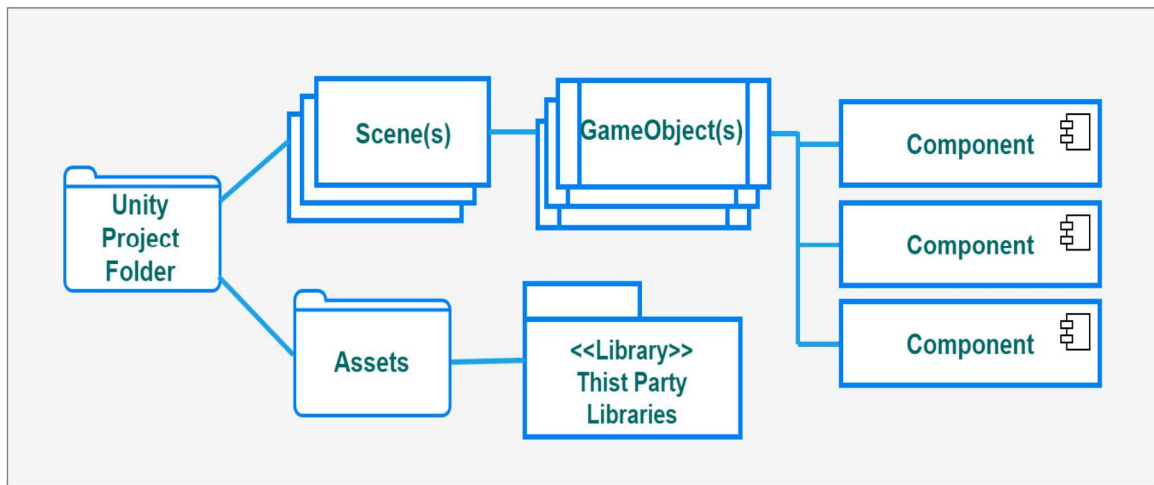 Unity
Project
Folder
Scene(s)
GameObject(s)
Component
Component
Component
Assets
<<Library>>
Thist Party
Libraries